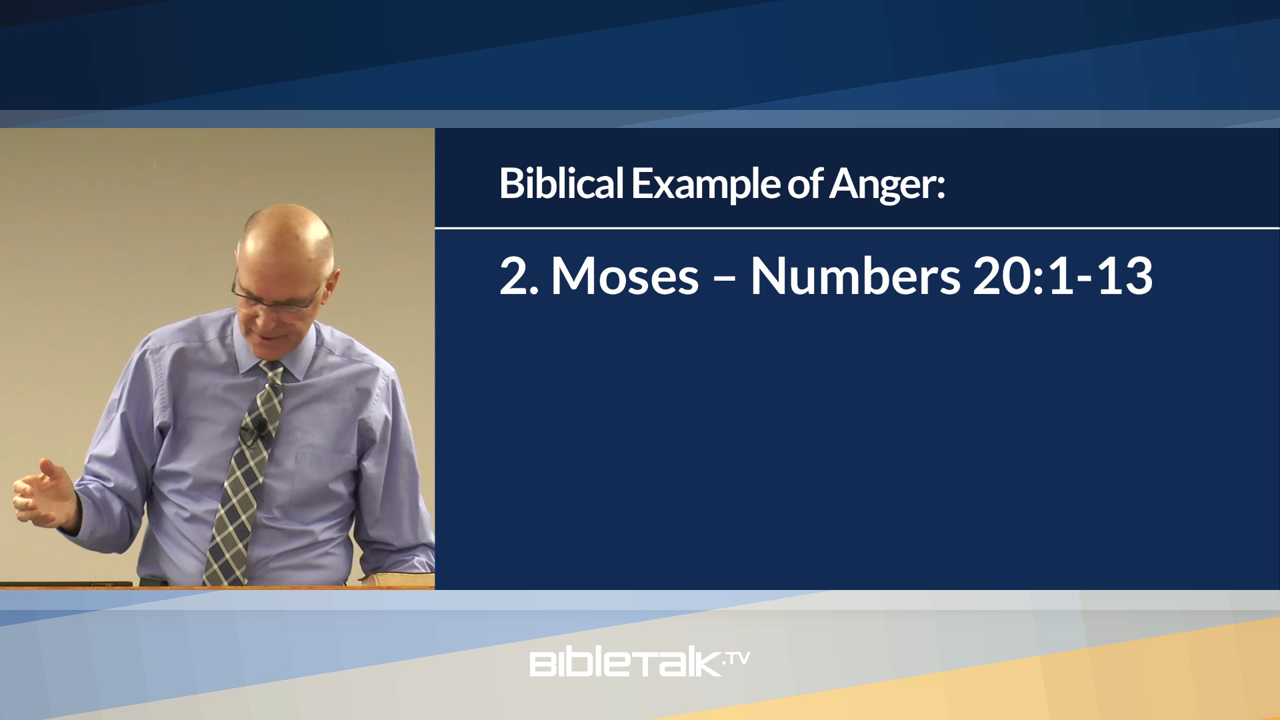 Biblical Example of Anger:
2. Moses – Numbers 20:1-13
BibleTalk.TV